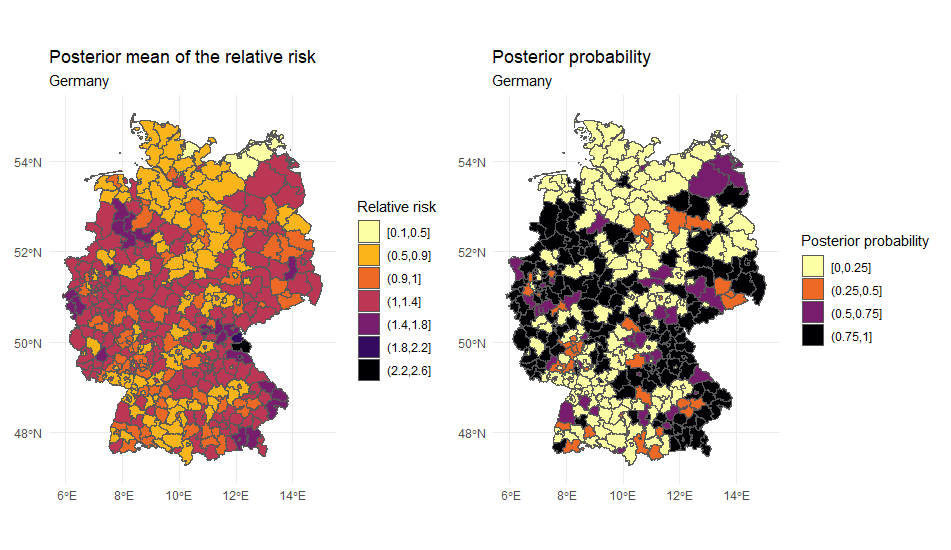 Posterior mean of the relative risk
Germany
54°N
52°N
50°N
48°N
6°E
8°E
10°E
12°E
14°E
Relative risk
[0.1,0.5]
(0.5,0.9]
(0.9,1]
(1,1.4]
(1.4,1.8]
(1.8,2.2]
(2.2,2.6]
Posterior probability
Germany
54°N
52°N
50°N
48°N
6°E
8°E
10°E
12°E
14°E
Posterior probability
[0,0.25]
(0.25,0.5]
(0.5,0.75]
(0.75,1]